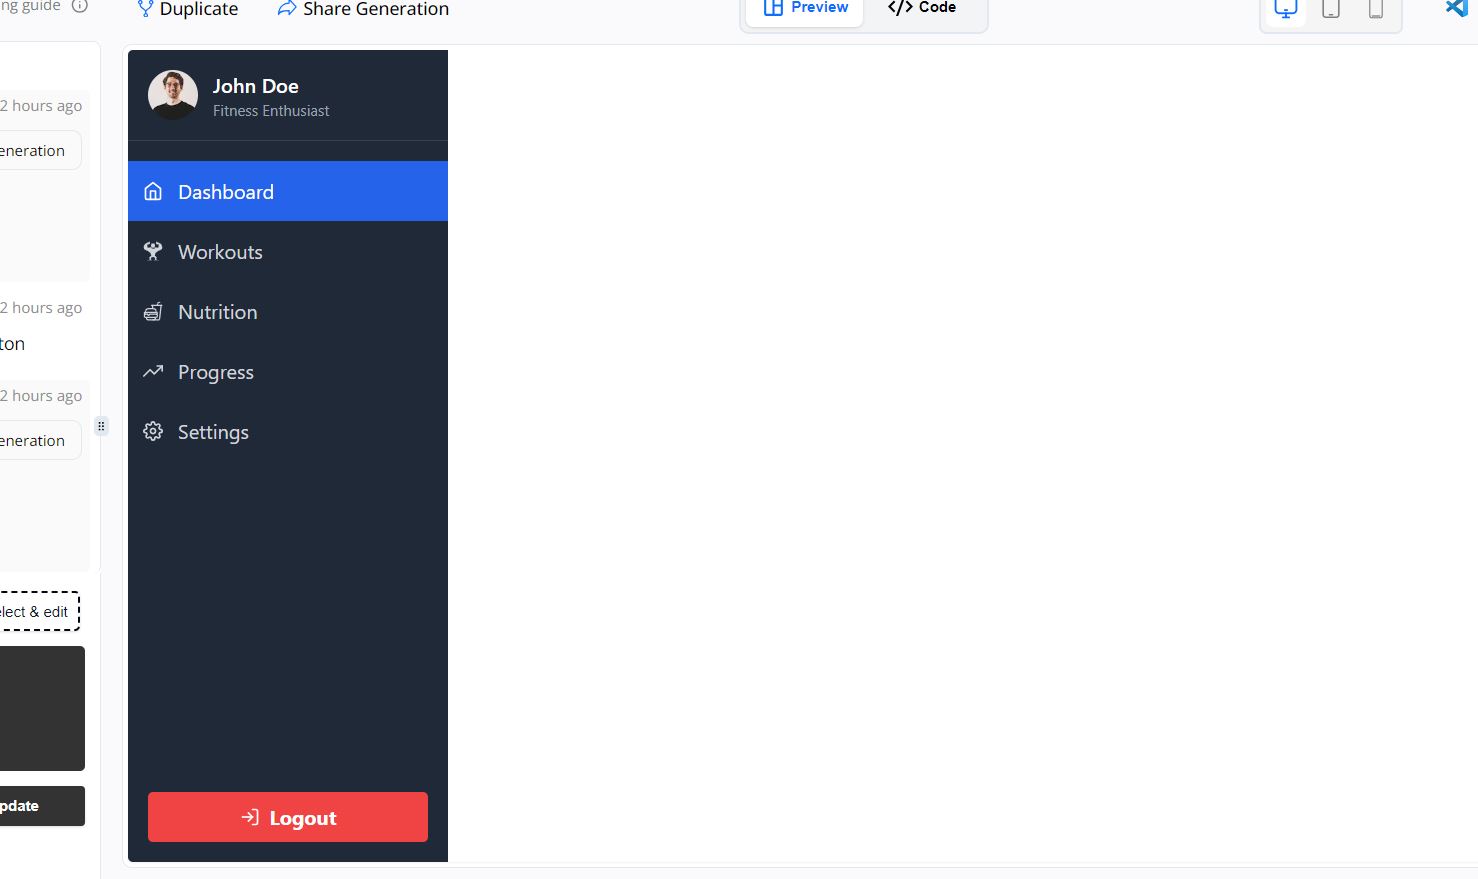 ng guide
Duplicate
Share Generation
Preview
</> Code
2 hours ago
eneration
2 hours ago
ton
2 hours ago
eneration
elect & edit
pdate
John Doe
Fitness Enthusiast
Dashboard
Workouts
Nutrition
Progress
Settings
Logout